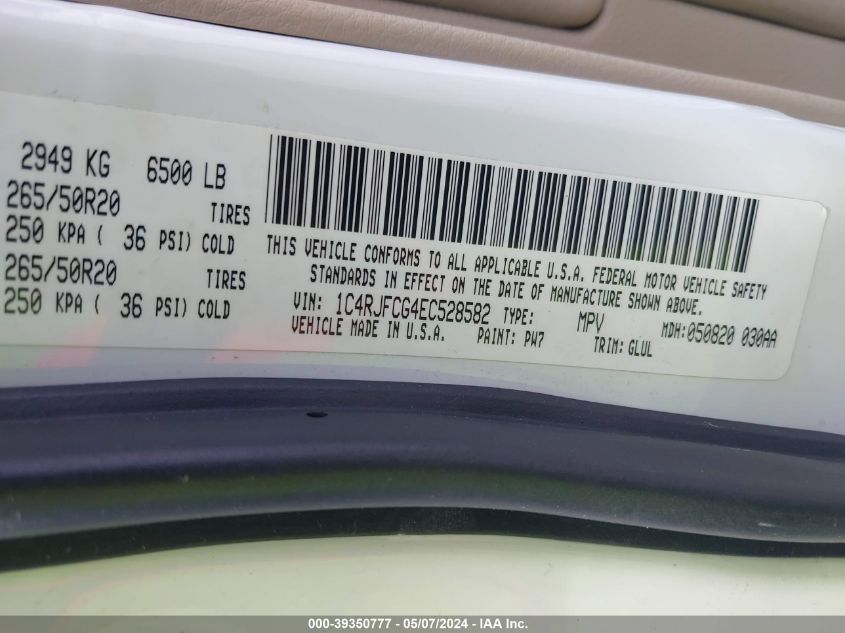 2949 KG 6500 LB
265/50R20 TIRES
250 KPA ( 36 PSI) COLD
265/50R20 TIRES
250 KPA ( 36 PSI) COLD
THIS VEHICLE CONFORMS TO ALL APPLICABLE U.S.A. FEDERAL MOTOR VEHICLE SAFETY
STANDARDS IN EFFECT ON THE DATE OF MANUFACTURE SHOWN ABOVE.
VIN: 1C4RJFCG4EC528582 TYPE: MPV MDH:050820 030AA
VEHICLE MADE IN U.S.A. PAINT: PW7 TRIM: GLUL
000-39350777 - 05/07/2024 - IAA Inc.